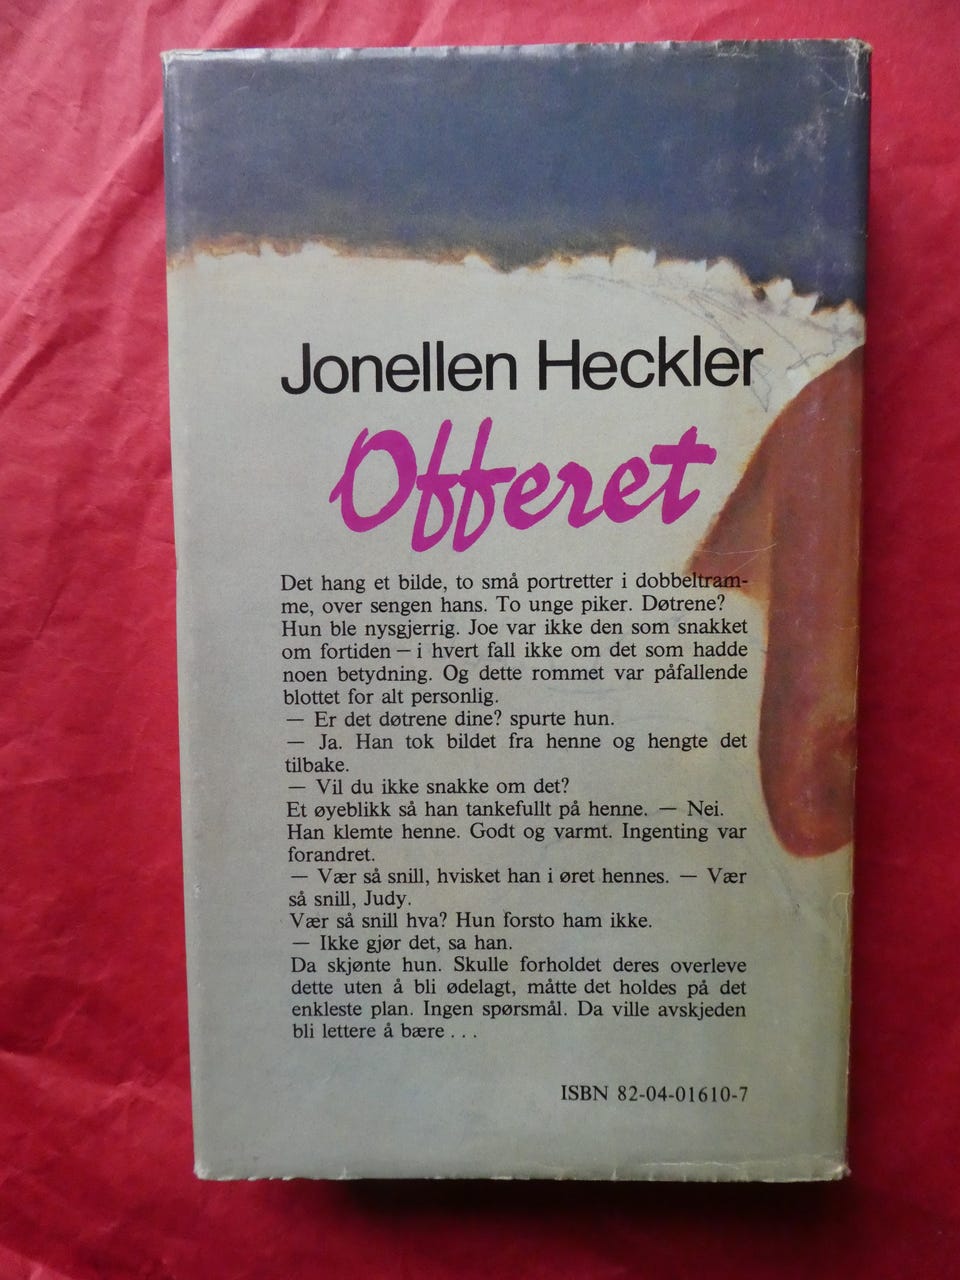 Jonellen Heckler
Offeret
Det hang et bilde, to små portretter i dobbeltram-
me, over sengen hans. To unge piker. Døtrene?
Hun ble nysgjerrig. Joe var ikke den som snakket
om fortiden – i hvert fall ikke om det som hadde
noen betydning. Og dette rommet var påfallende
blottet for alt personlig.
— Er det døtrene dine? spurte hun.
— Ja. Han tok bildet fra henne og hengte det
tilbake.
— Vil du ikke snakke om det?
Et øyeblikk så han tankefullt på henne. — Nei.
Han klemte henne. Godt og varmt. Ingenting var
forandret.
— Vær så snill, hvisket han i øret hennes. — Vær
så snill, Judy.
Vær så snill hva? Hun forsto ham ikke.
— Ikke gjør det, sa han.
Da skjønte hun. Skulle forholdet deres overleve
dette uten å bli ødelagt, måtte det holdes på det
enkleste plan. Ingen spørsmål. Da ville avskjeden
bli lettere å bære . . .
ISBN 82-04-01610-7